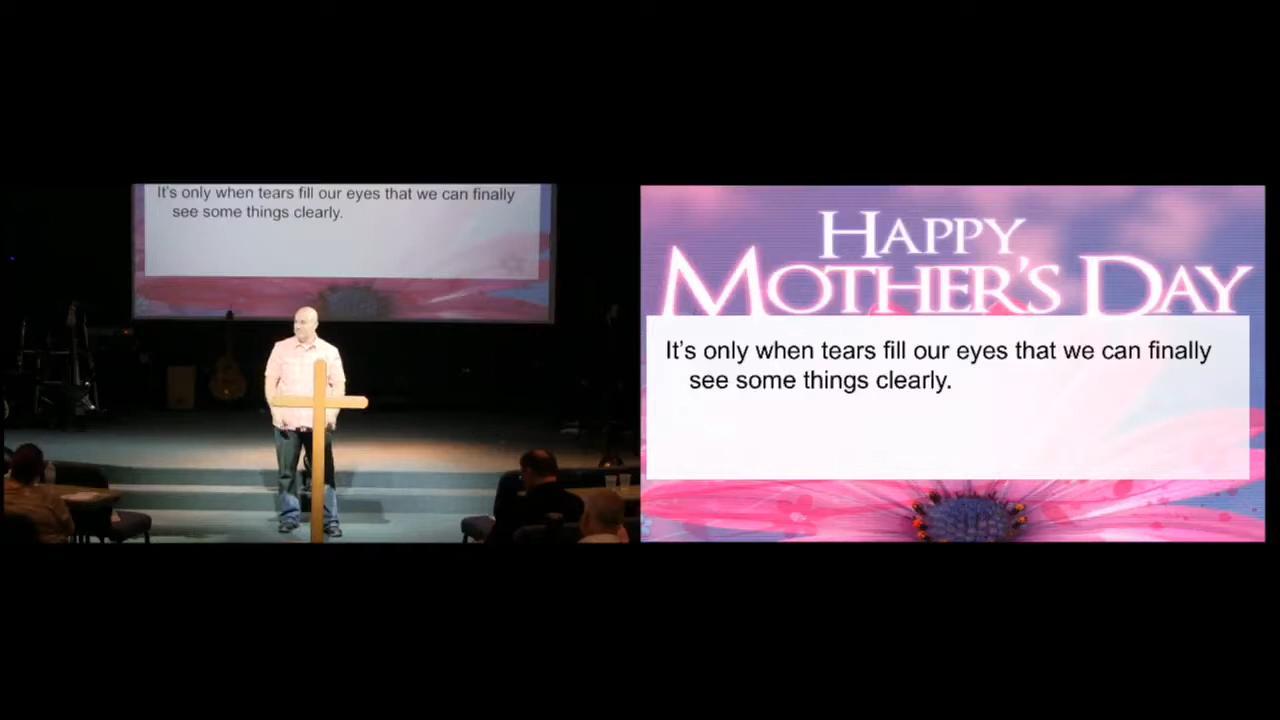 It's only when tears fill our eyes that we can finally
see some things clearly.
HAPPY
MOTHER'S DAY
It's only when tears fill our eyes that we can finally
see some things clearly.